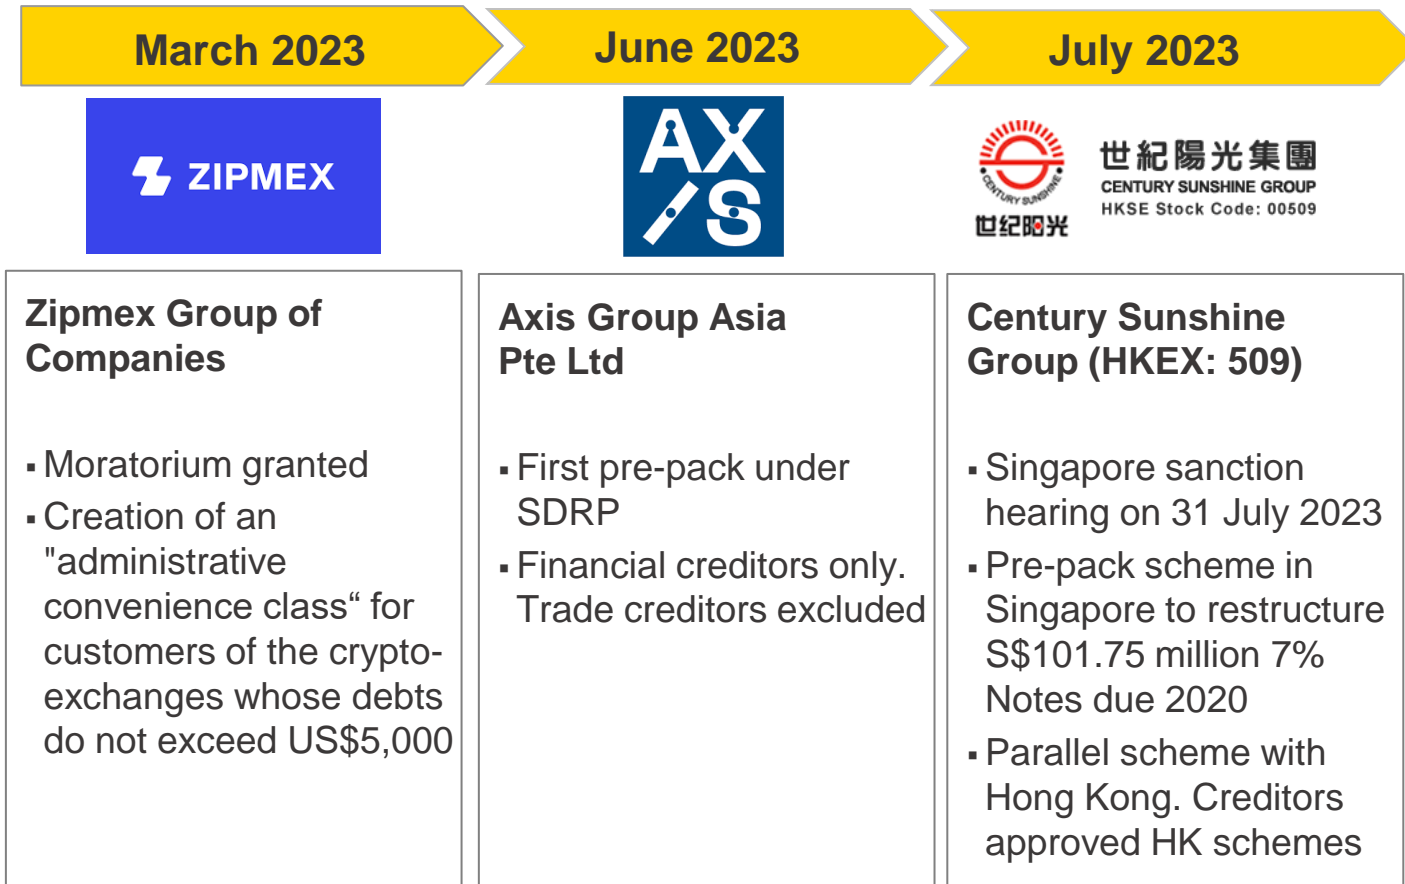 March 2023
June 2023
July 2023
ZIPMEX
AX
/S
CENTURY SUNSHINE
世纪阳光
世紀陽光集團
CENTURY SUNSHINE GROUP
HKSE Stock Code: 00509
Zipmex Group of
Companies
▪ Moratorium granted
▪ Creation of an
"administrative
convenience class“ for
customers of the crypto-
exchanges whose debts
do not exceed US$5,000
Axis Group Asia
Pte Ltd
▪ First pre-pack under
SDRP
▪ Financial creditors only.
Trade creditors excluded
Century Sunshine
Group (HKEX: 509)
▪ Singapore sanction
hearing on 31 July 2023
▪ Pre-pack scheme in
Singapore to restructure
S$101.75 million 7%
Notes due 2020
▪ Parallel scheme with
Hong Kong. Creditors
approved HK schemes